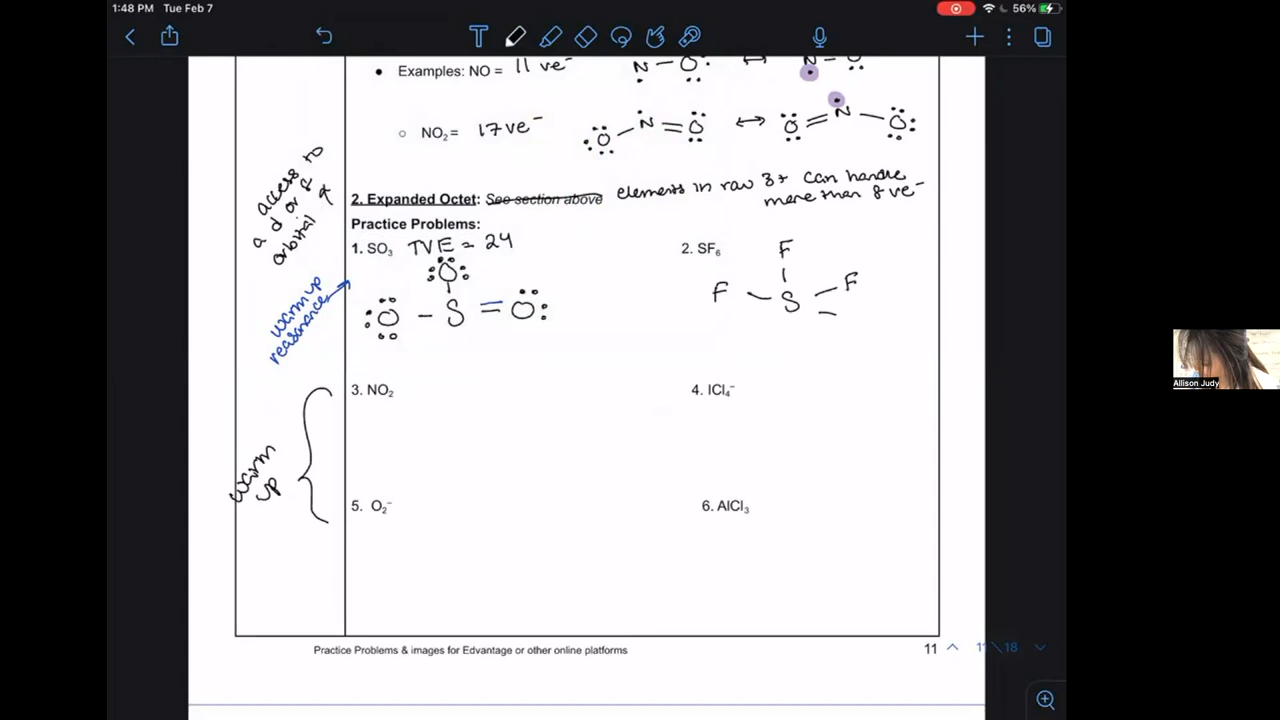 1:48 PM Tue Feb 7
56%
• Examples: NO = 11 ve⁻
N — O ↔ N — O
○ NO₂ = 17 ve⁻
O — N = O ↔ O = N — O
access to
a d or f
orbital
2. Expanded Octet: See section above elements in row 3+ can handle
more than 8 ve⁻
Practice Problems:
1. SO₃ TVE = 24
O
O — S = O
warm up
resonance
2. SF₆
F
F — S — F
3. NO₂
4. ICl₄⁻
warm
up
5. O₂⁻
6. AlCl₃
Practice Problems & images for Edvantage or other online platforms
11
11\18
Allison Judy